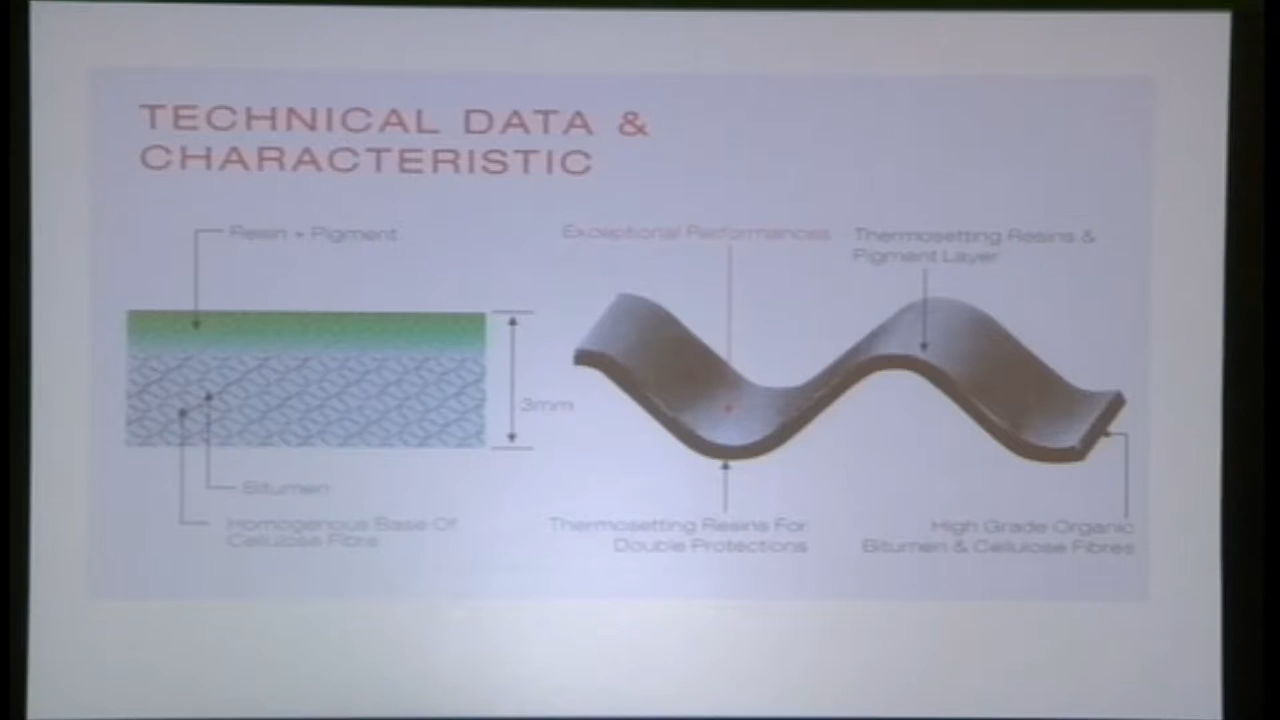 TECHNICAL DATA &
CHARACTERISTIC
Resin + Pigment
3mm
Bitumen
Homogenous Base Of
Cellulose Fibre
Exceptional Performances
Thermosetting Resins &
Pigment Layer
Thermosetting Resins For
Double Protections
High Grade Organic
Bitumen & Cellulose Fibres